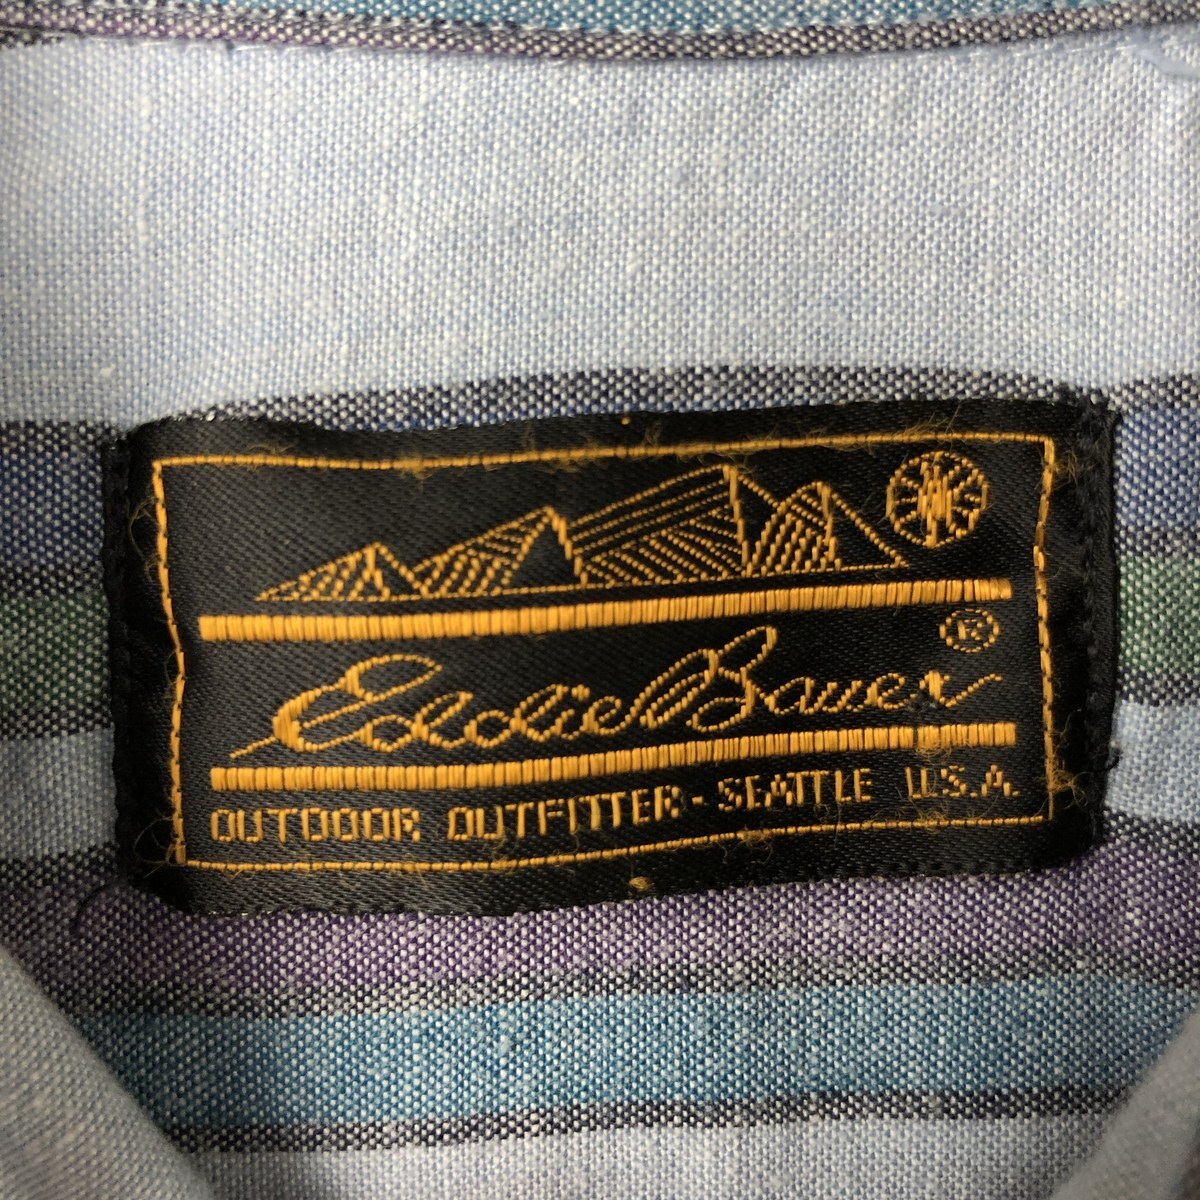 ®
Eddie Bauer
OUTDOOR OUTFITTER - SEATTLE U.S.A.